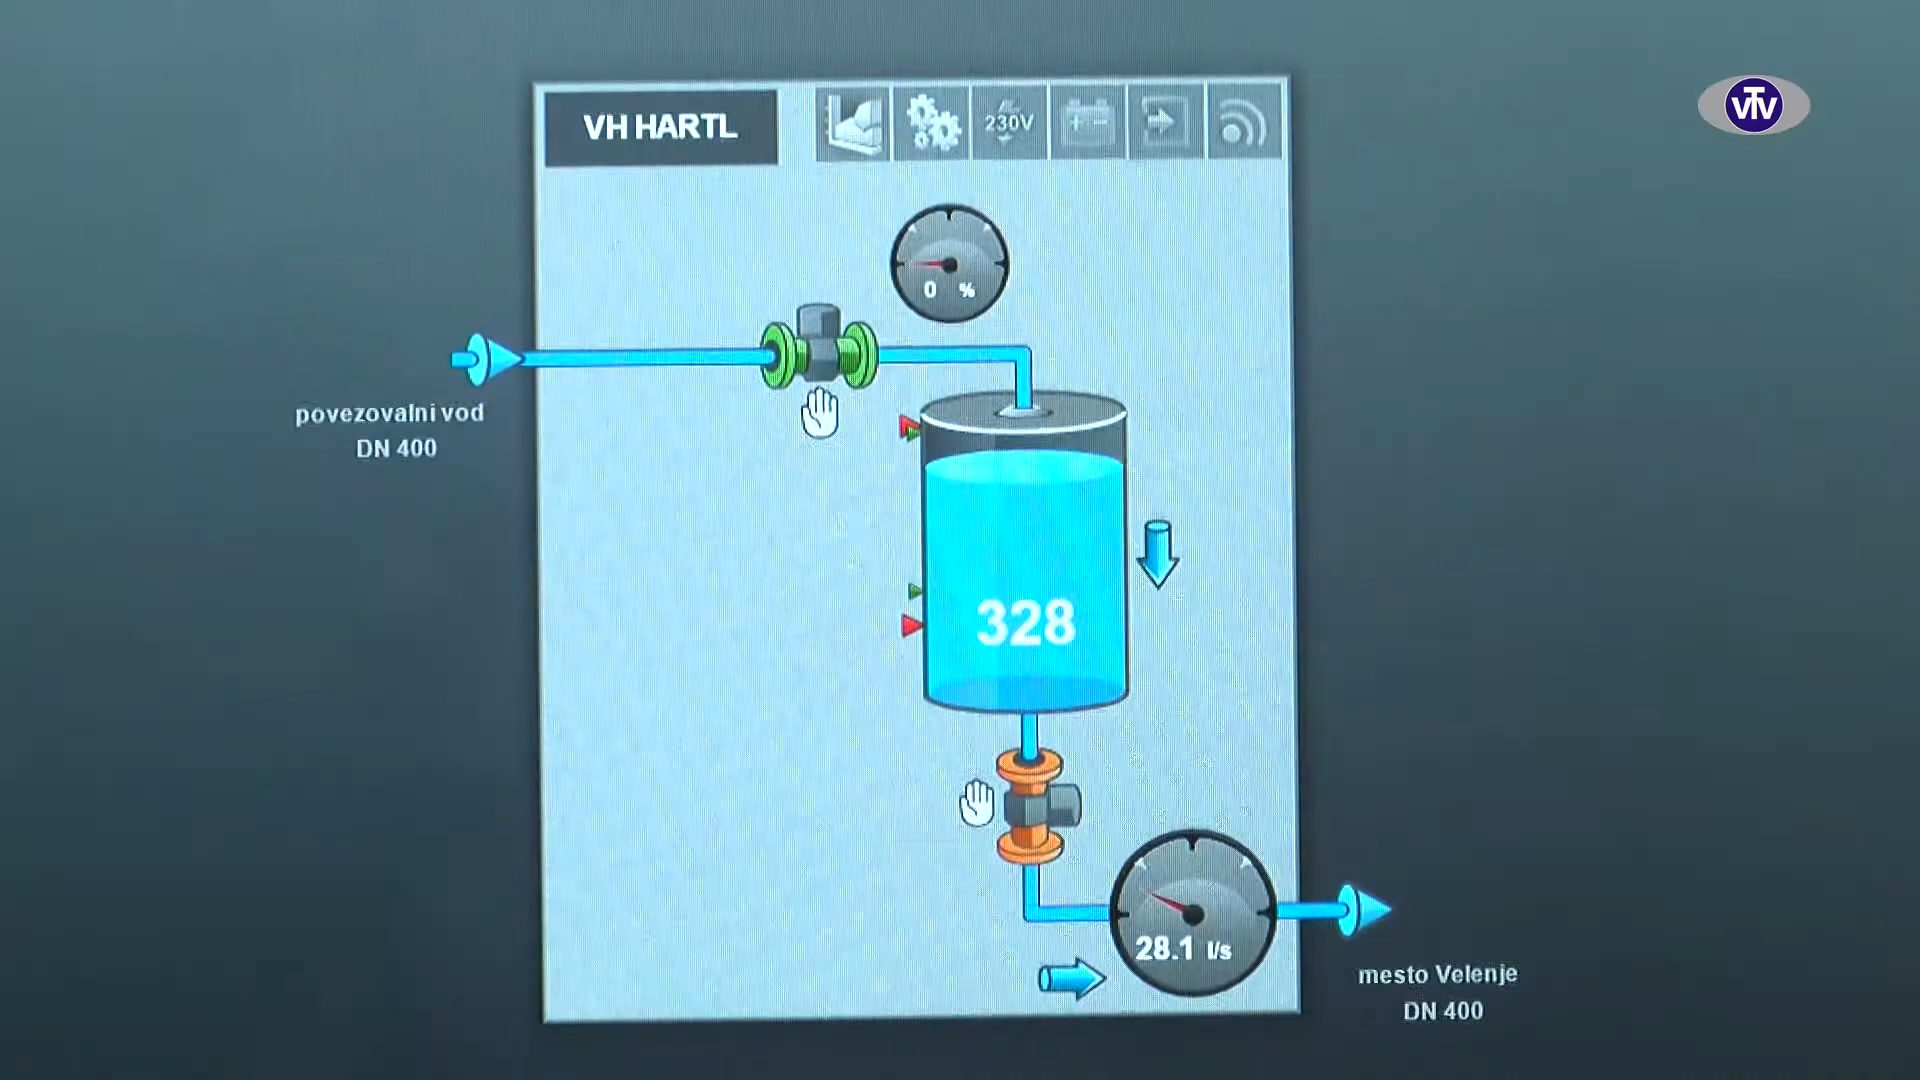 VH HARTL
230V
VTV
0 %
povezovalni vod
DN 400
328
28.1 l/s
mesto Velenje
DN 400